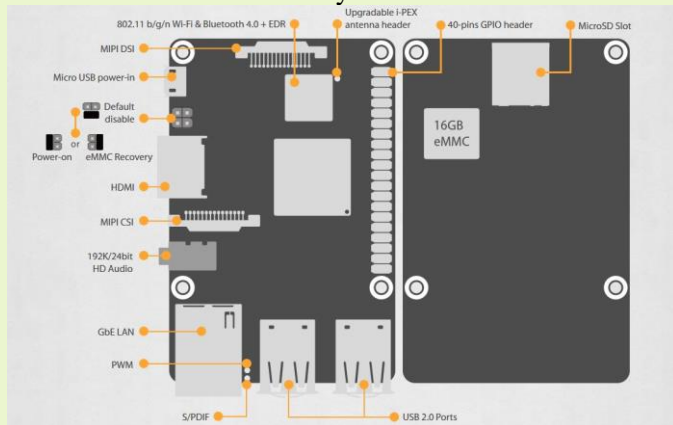 802.11 b/g/n Wi-Fi & Bluetooth 4.0 + EDR
Upgradable i-PEX
antenna header
40-pins GPIO header
MicroSD Slot
MIPI DSI
Micro USB power-in
Default
disable
or
Power-on
eMMC Recovery
16GB
eMMC
HDMI
MIPI CSI
192K/24bit
HD Audio
GbE LAN
PWM
S/PDIF
USB 2.0 Ports